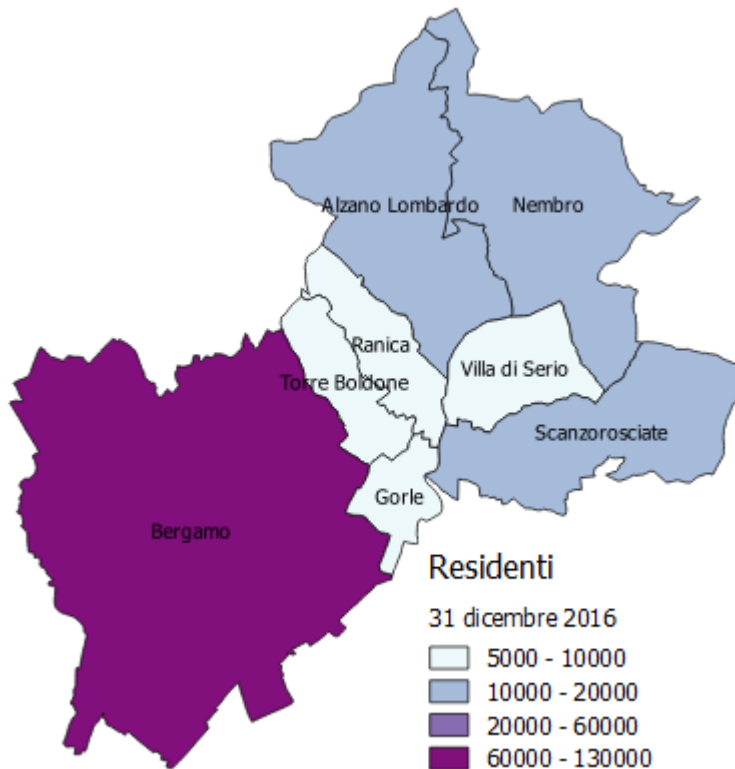 Alzano Lombardo
Nembro
Ranica
Torre Boldone
Villa di Serio
Scanzorosciate
Gorle
Bergamo
Residenti
31 dicembre 2016
5000 - 10000
10000 - 20000
20000 - 60000
60000 - 130000